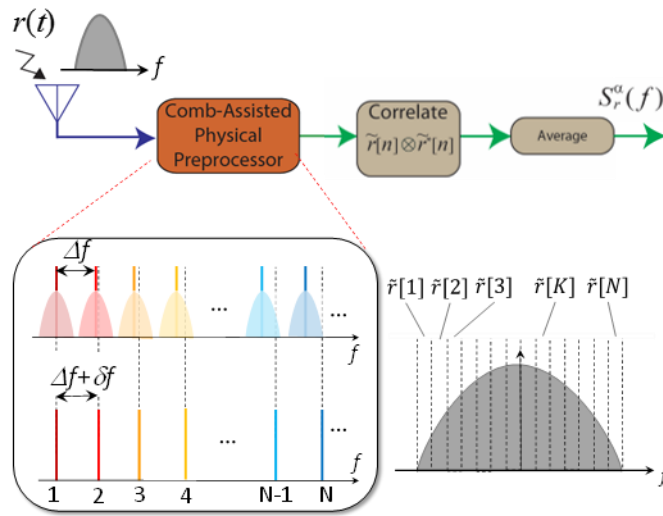 r(t)
f
Comb-Assisted
Physical
Preprocessor
Correlate
r̃[n]⊗r̃*[n]
Average
S_r^α(f)
Δf
...
...
f
Δf+δf
...
...
f
1 2 3 4 N-1 N
r̃[1] r̃[2] r̃[3] r̃[K] r̃[N]